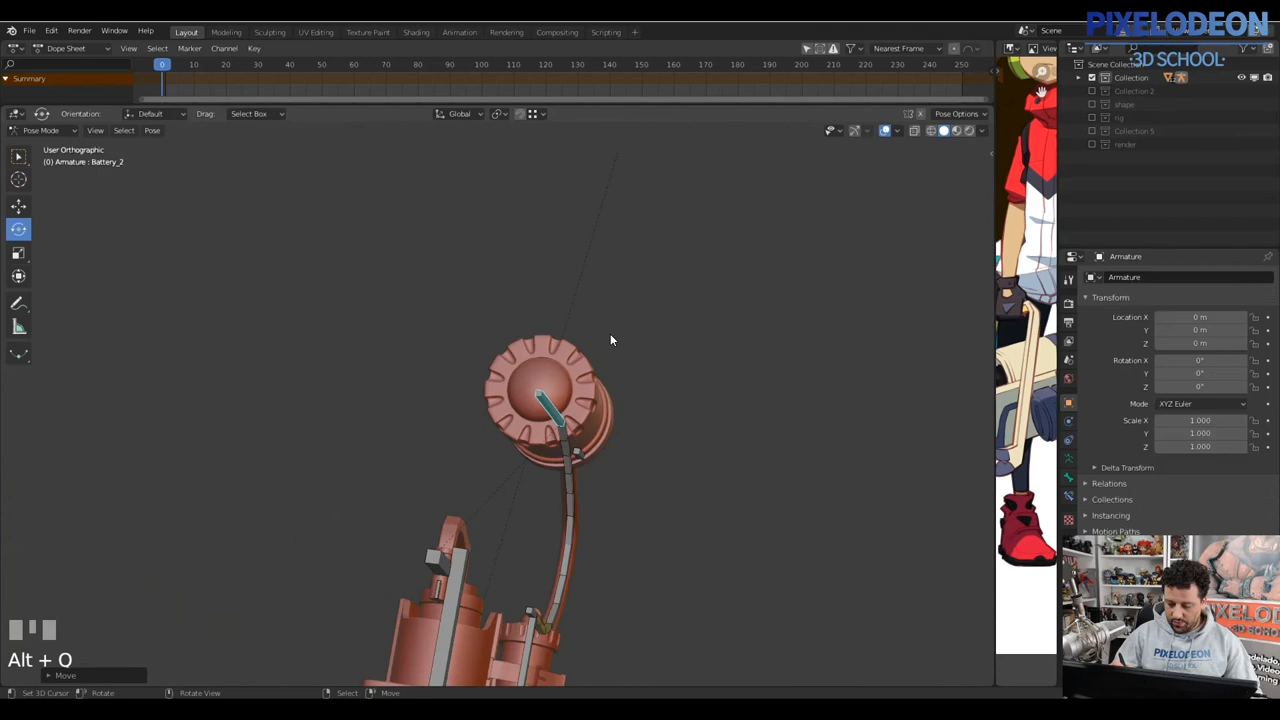 PIXELODEON
·3D SCHOOL·
File Edit Render Window Help
Layout Modeling Sculpting UV Editing Texture Paint Shading Animation Rendering Compositing Scripting +
Scene
Dope Sheet View Select Marker Channel Key Nearest Frame
0 10 20 30 40 50 60 70 80 90 100 110 120 130 140 150 160 170 180 190 200 210 220 230 240 250
Summary
Orientation: Default Drag: Select Box Global Pose Options
Pose Mode View Select Pose
User Orthographic
(0) Armature : Battery_2
Scene Collection
Collection
Collection 2
shape
rig
Collection 5
render
Armature
Armature
Transform
Location X 0 m
Y 0 m
Z 0 m
Rotation X 0°
Y 0°
Z 0°
Mode XYZ Euler
Scale X 1.000
Y 1.000
Z 1.000
Delta Transform
Relations
Collections
Instancing
Motion Paths
Alt + O
Move
Set 3D Cursor Rotate Rotate View Select Move
PIXELODEON
3D SCHOOL